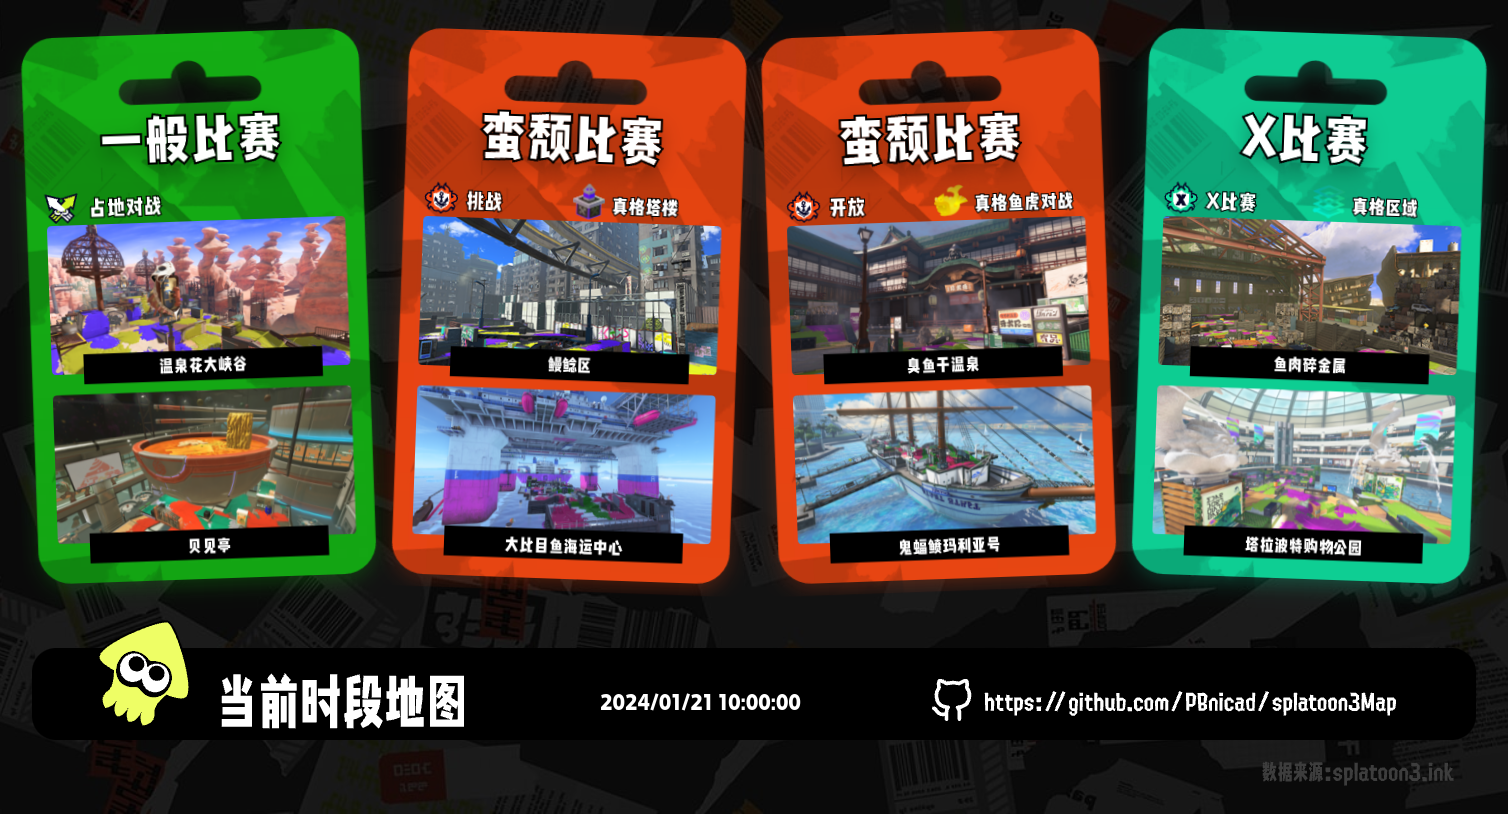 一般比赛
占地对战
温泉花大峡谷
贝见亭
蛮颓比赛
挑战
真格塔楼
鳗鲶区
大比目鱼海运中心
蛮颓比赛
开放
真格鱼虎对战
臭鱼干温泉
鬼蝠鲼玛利亚号
X比赛
X比赛
真格区域
鱼肉碎金属
塔拉波特购物公园
当前时段地图
2024/01/21 10:00:00
https://github.com/PBnicad/splatoon3Map
数据来源:splatoon3.ink